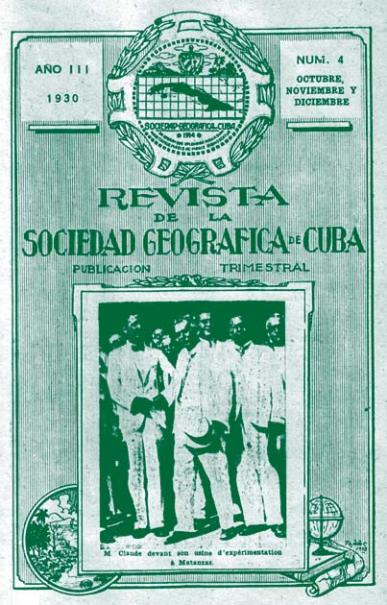 AÑO III
1930
NUM. 4
OCTUBRE,
NOVIEMBRE Y
DICIEMBRE
SOCIEDAD·GEOGRAFICA DE CUBA
1914
REVISTA
DE LA
SOCIEDAD GEOGRAFICA DE CUBA
PUBLICACION TRIMESTRAL
M. Claude devant son usine d'expérimentation
à Matanzas.